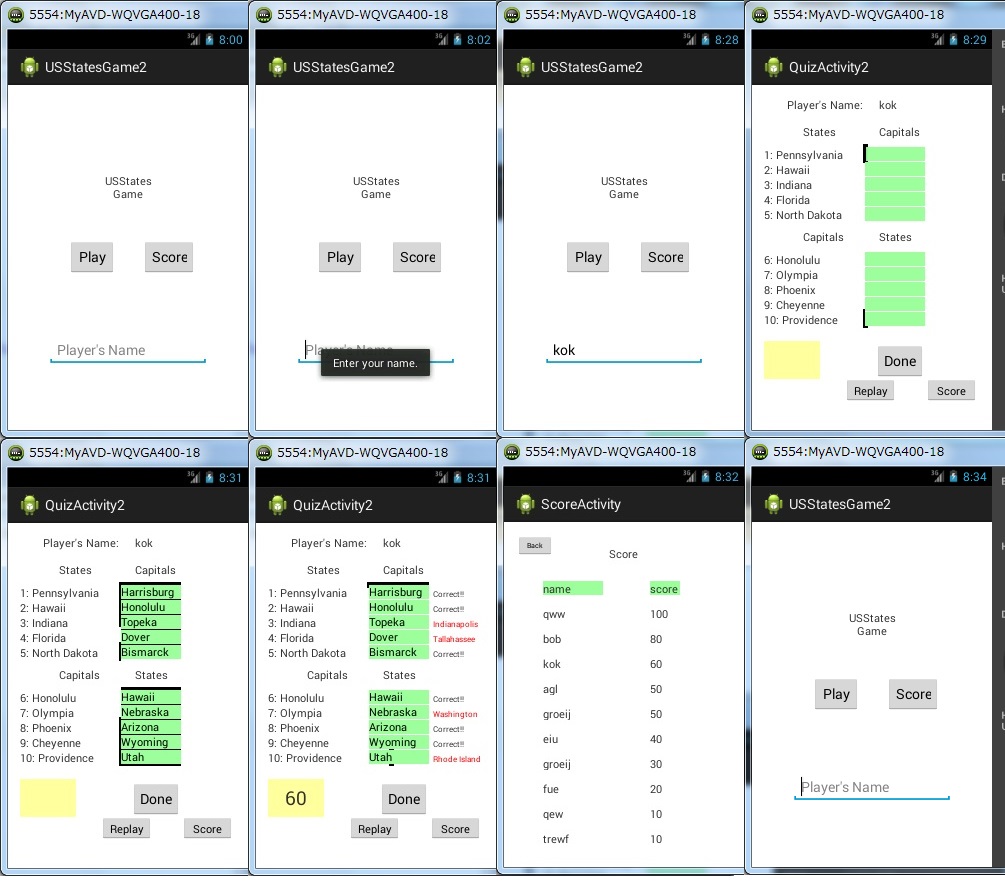 5554:MyAVD-WQVGA400-18
3G 8:00
USStatesGame2
USStates
Game
Play Score
Player's Name
5554:MyAVD-WQVGA400-18
3G 8:02
USStatesGame2
USStates
Game
Play Score
Player's Name
Enter your name.
5554:MyAVD-WQVGA400-18
3G 8:28
USStatesGame2
USStates
Game
Play Score
kok
5554:MyAVD-WQVGA400-18
3G 8:29
QuizActivity2
Player's Name: kok
States Capitals
1: Pennsylvania
2: Hawaii
3: Indiana
4: Florida
5: North Dakota
Capitals States
6: Honolulu
7: Olympia
8: Phoenix
9: Cheyenne
10: Providence
Done
Replay Score
5554:MyAVD-WQVGA400-18
3G 8:31
QuizActivity2
Player's Name: kok
States Capitals
1: Pennsylvania Harrisburg
2: Hawaii Honolulu
3: Indiana Topeka
4: Florida Dover
5: North Dakota Bismarck
Capitals States
6: Honolulu Hawaii
7: Olympia Nebraska
8: Phoenix Arizona
9: Cheyenne Wyoming
10: Providence Utah
Done
Replay Score
5554:MyAVD-WQVGA400-18
3G 8:31
QuizActivity2
Player's Name: kok
States Capitals
1: Pennsylvania Harrisburg Correct!!
2: Hawaii Honolulu Correct!!
3: Indiana Topeka Indianapolis
4: Florida Dover Tallahassee
5: North Dakota Bismarck Correct!!
Capitals States
6: Honolulu Hawaii Correct!!
7: Olympia Nebraska Washington
8: Phoenix Arizona Correct!!
9: Cheyenne Wyoming Correct!!
10: Providence Utah Rhode Island
60 Done
Replay Score
5554:MyAVD-WQVGA400-18
3G 8:32
ScoreActivity
Back
Score
name score
qww 100
bob 80
kok 60
agl 50
groeij 50
eiu 40
groeij 30
fue 20
qew 10
trewf 10
5554:MyAVD-WQVGA400-18
3G 8:34
USStatesGame2
USStates
Game
Play Score
Player's Name